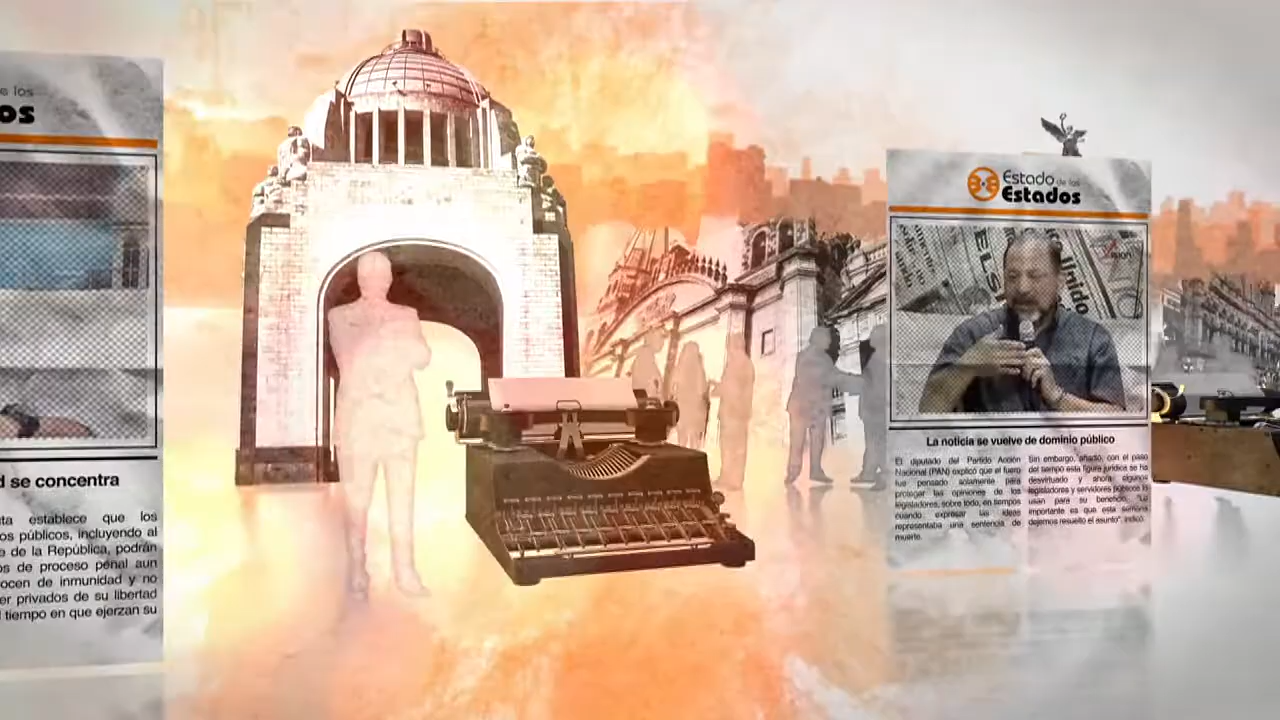 e los
os
d se concentra
ta establece que los
os públicos, incluyendo al
e de la República, podrán
os de proceso penal aun
ocen de inmunidad y no
er privados de su libertad
l tiempo en que ejerzan su
Estado de los
Estados
ELS
Unido
La noticia se vuelve de dominio público
El diputado del Partido Acción
Nacional (PAN) explicó que el fuero
fue pensado solamente para
proteger las opiniones de los
legisladores, sobre todo, en tiempos
cuando expresar las ideas
representaba una sentencia de
muerte.
Sin embargo, añadió, con el paso
del tiempo esta figura jurídica se ha
desvirtuado y ahora algunos
legisladores y servidores públicos la
usan para su beneficio. "Lo
importante es que esta semana
dejemos resuelto el asunto", indicó.